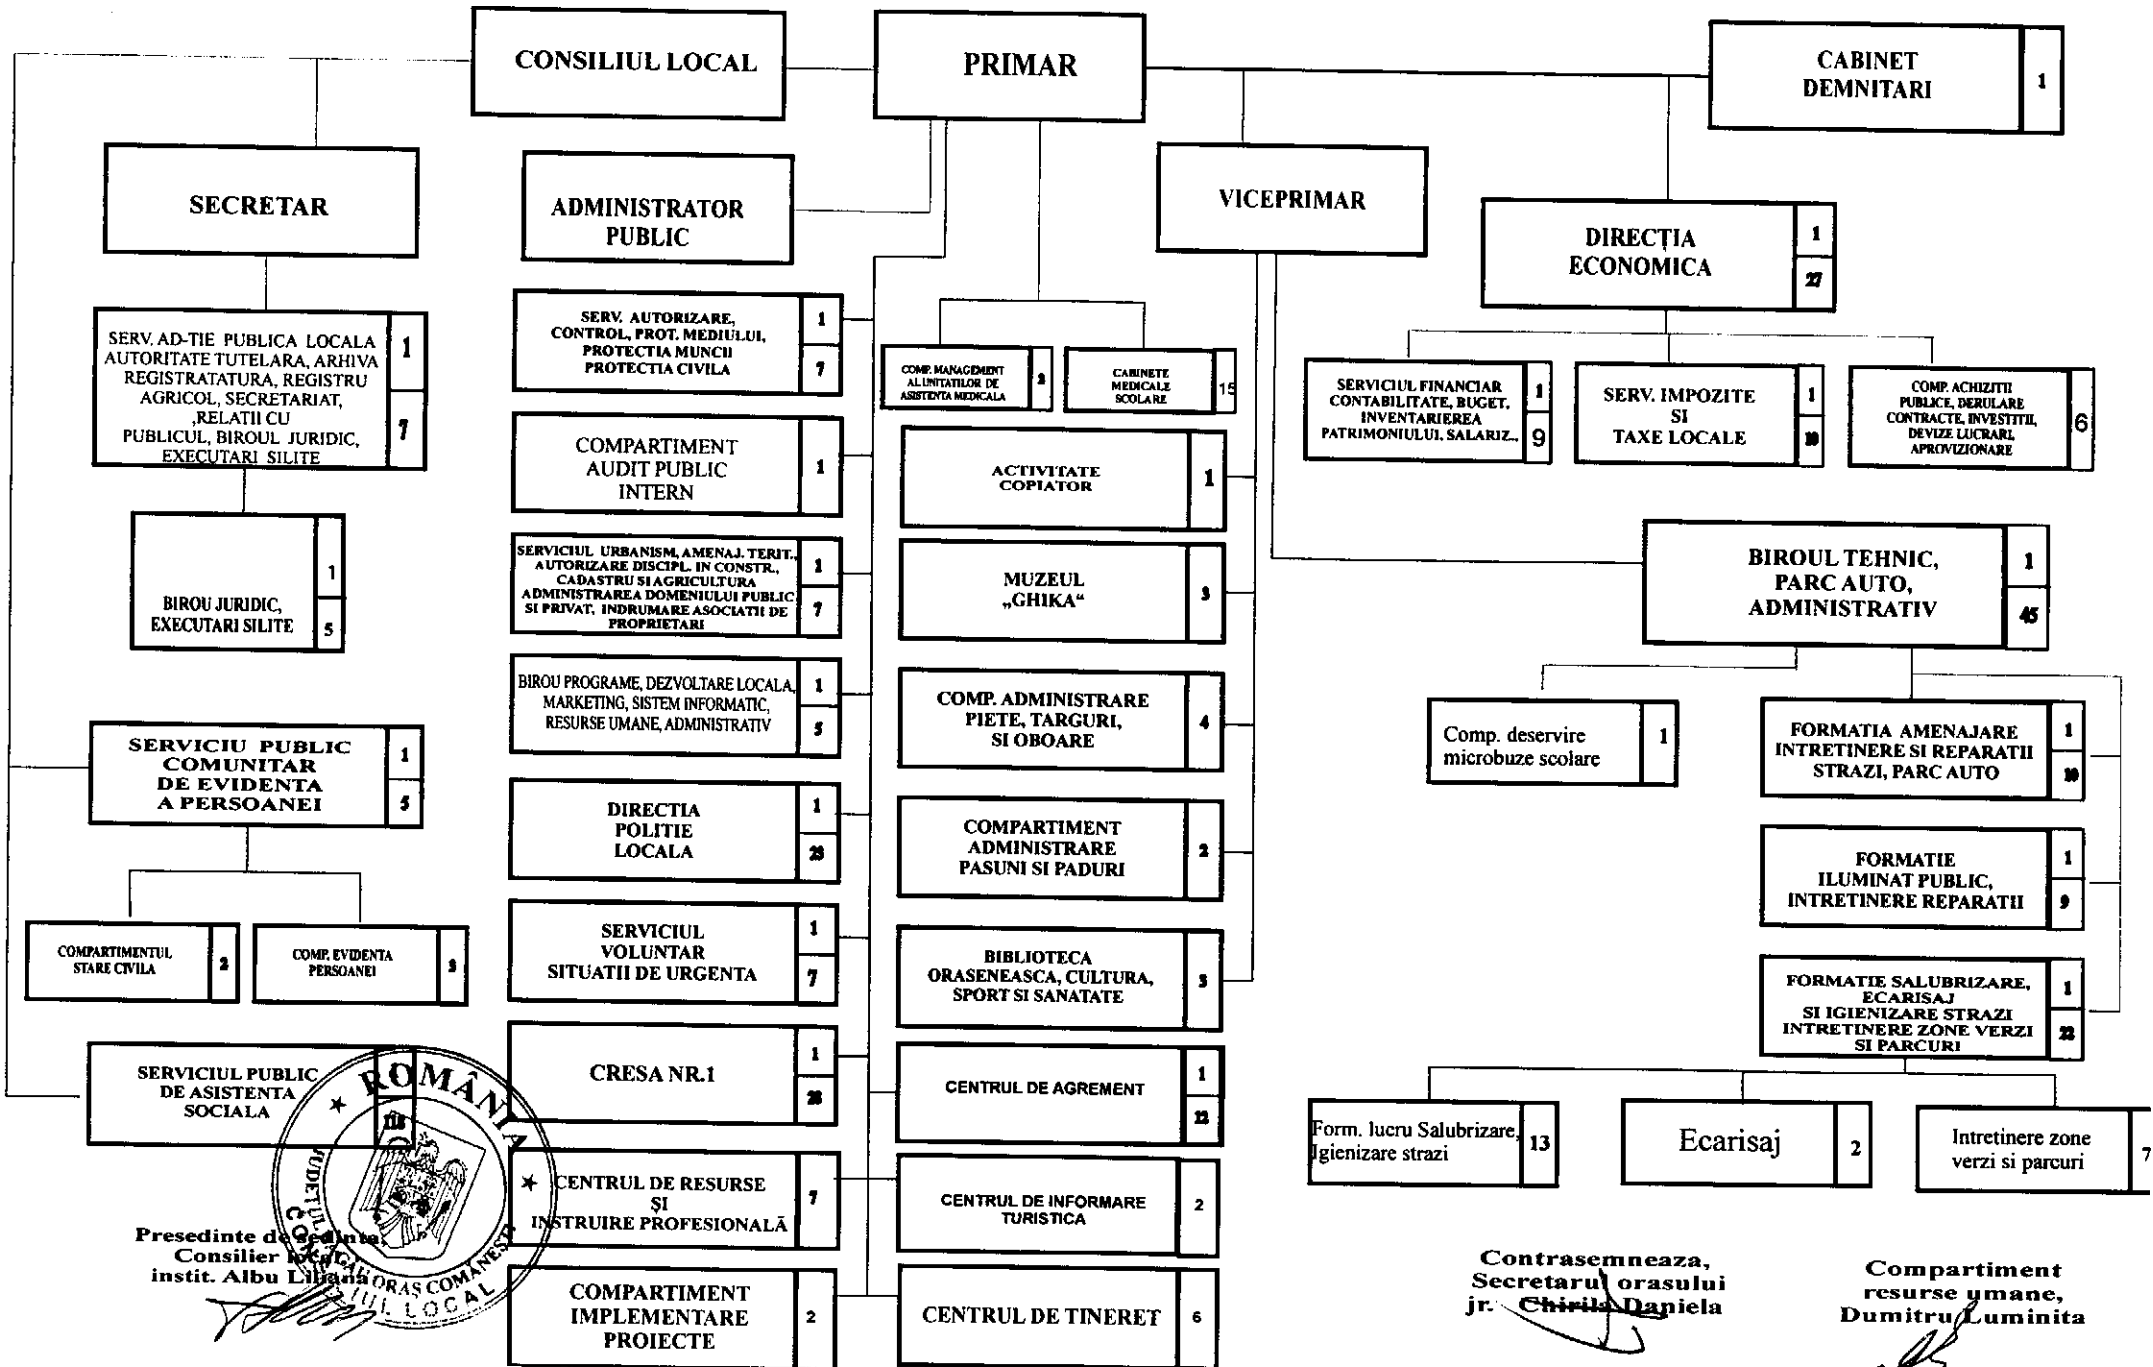 CONSILIUL LOCAL
PRIMAR
CABINET
DEMNITARI
1
SECRETAR
ADMINISTRATOR
PUBLIC
VICEPRIMAR
DIRECȚIA
ECONOMICA
1
27
SERV. AD-TIE PUBLICA LOCALA
AUTORITATE TUTELARA, ARHIVA
REGISTRATATURA, REGISTRU
AGRICOL, SECRETARIAT,
,RELATII CU
PUBLICUL, BIROUL JURIDIC,
EXECUTARI SILITE
1
7
BIROU JURIDIC,
EXECUTARI SILITE
1
5
SERVICIU PUBLIC
COMUNITAR
DE EVIDENTA
A PERSOANEI
1
5
COMPARTIMENTUL
STARE CIVILA
2
COMP. EVIDENTA
PERSOANEI
3
SERVICIUL PUBLIC
DE ASISTENTA
SOCIALA
118
SERV. AUTORIZARE,
CONTROL, PROT. MEDIULUI,
PROTECTIA MUNCII
PROTECTIA CIVILA
1
7
COMPARTIMENT
AUDIT PUBLIC
INTERN
1
SERVICIUL URBANISM, AMENAJ. TERIT.,
AUTORIZARE DISCIPL. IN CONSTR.,
CADASTRU SI AGRICULTURA
ADMINISTRAREA DOMENIULUI PUBLIC
SI PRIVAT, INDRUMARE ASOCIATII DE
PROPRIETARI
1
7
BIROU PROGRAME, DEZVOLTARE LOCALA,
MARKETING, SISTEM INFORMATIC,
RESURSE UMANE, ADMINISTRATIV
1
5
DIRECTIA
POLITIE
LOCALA
1
23
SERVICIUL
VOLUNTAR
SITUATII DE URGENTA
1
7
CRESA NR.1
1
28
CENTRUL DE RESURSE
ȘI
INSTRUIRE PROFESIONALĂ
7
COMPARTIMENT
IMPLEMENTARE
PROIECTE
2
COMP. MANAGEMENT
AL UNITATILOR DE
ASISTENTA MEDICALA
2
CABINETE
MEDICALE
SCOLARE
15
ACTIVITATE
COPIATOR
1
MUZEUL
„GHIKA“
3
COMP. ADMINISTRARE
PIETE, TARGURI,
SI OBOARE
4
COMPARTIMENT
ADMINISTRARE
PASUNI SI PADURI
2
BIBLIOTECA
ORASENEASCA, CULTURA,
SPORT SI SANATATE
3
CENTRUL DE AGREMENT
1
12
CENTRUL DE INFORMARE
TURISTICA
2
CENTRUL DE TINERET
6
SERVICIUL FINANCIAR
CONTABILITATE, BUGET,
INVENTARIEREA
PATRIMONIULUI, SALARIZ..
1
9
SERV. IMPOZITE
SI
TAXE LOCALE
1
10
COMP. ACHIZITII
PUBLICE, DERULARE
CONTRACTE, INVESTITII,
DEVIZE LUCRARI,
APROVIZIONARE
6
BIROUL TEHNIC,
PARC AUTO,
ADMINISTRATIV
1
45
Comp. deservire
microbuze scolare
1
FORMATIA AMENAJARE
INTRETINERE SI REPARATII
STRAZI, PARC AUTO
1
10
FORMATIE
ILUMINAT PUBLIC,
INTRETINERE REPARATII
1
9
FORMATIE SALUBRIZARE,
ECARISAJ
SI IGIENIZARE STRAZI
INTRETINERE ZONE VERZI
SI PARCURI
1
22
Form. lucru Salubrizare,
Igienizare strazi
13
Ecarisaj
2
Intretinere zone
verzi si parcuri
7
Presedinte de sedinta,
Consilier local,
instit. Albu Liliana
ROMÂNIA
JUDEȚUL BACĂU ORAȘ COMĂNEȘTI
CONSILIUL LOCAL
Contrasemneaza,
Secretarul orasului
jr. Chirila Daniela
Compartiment
resurse umane,
Dumitru Luminita